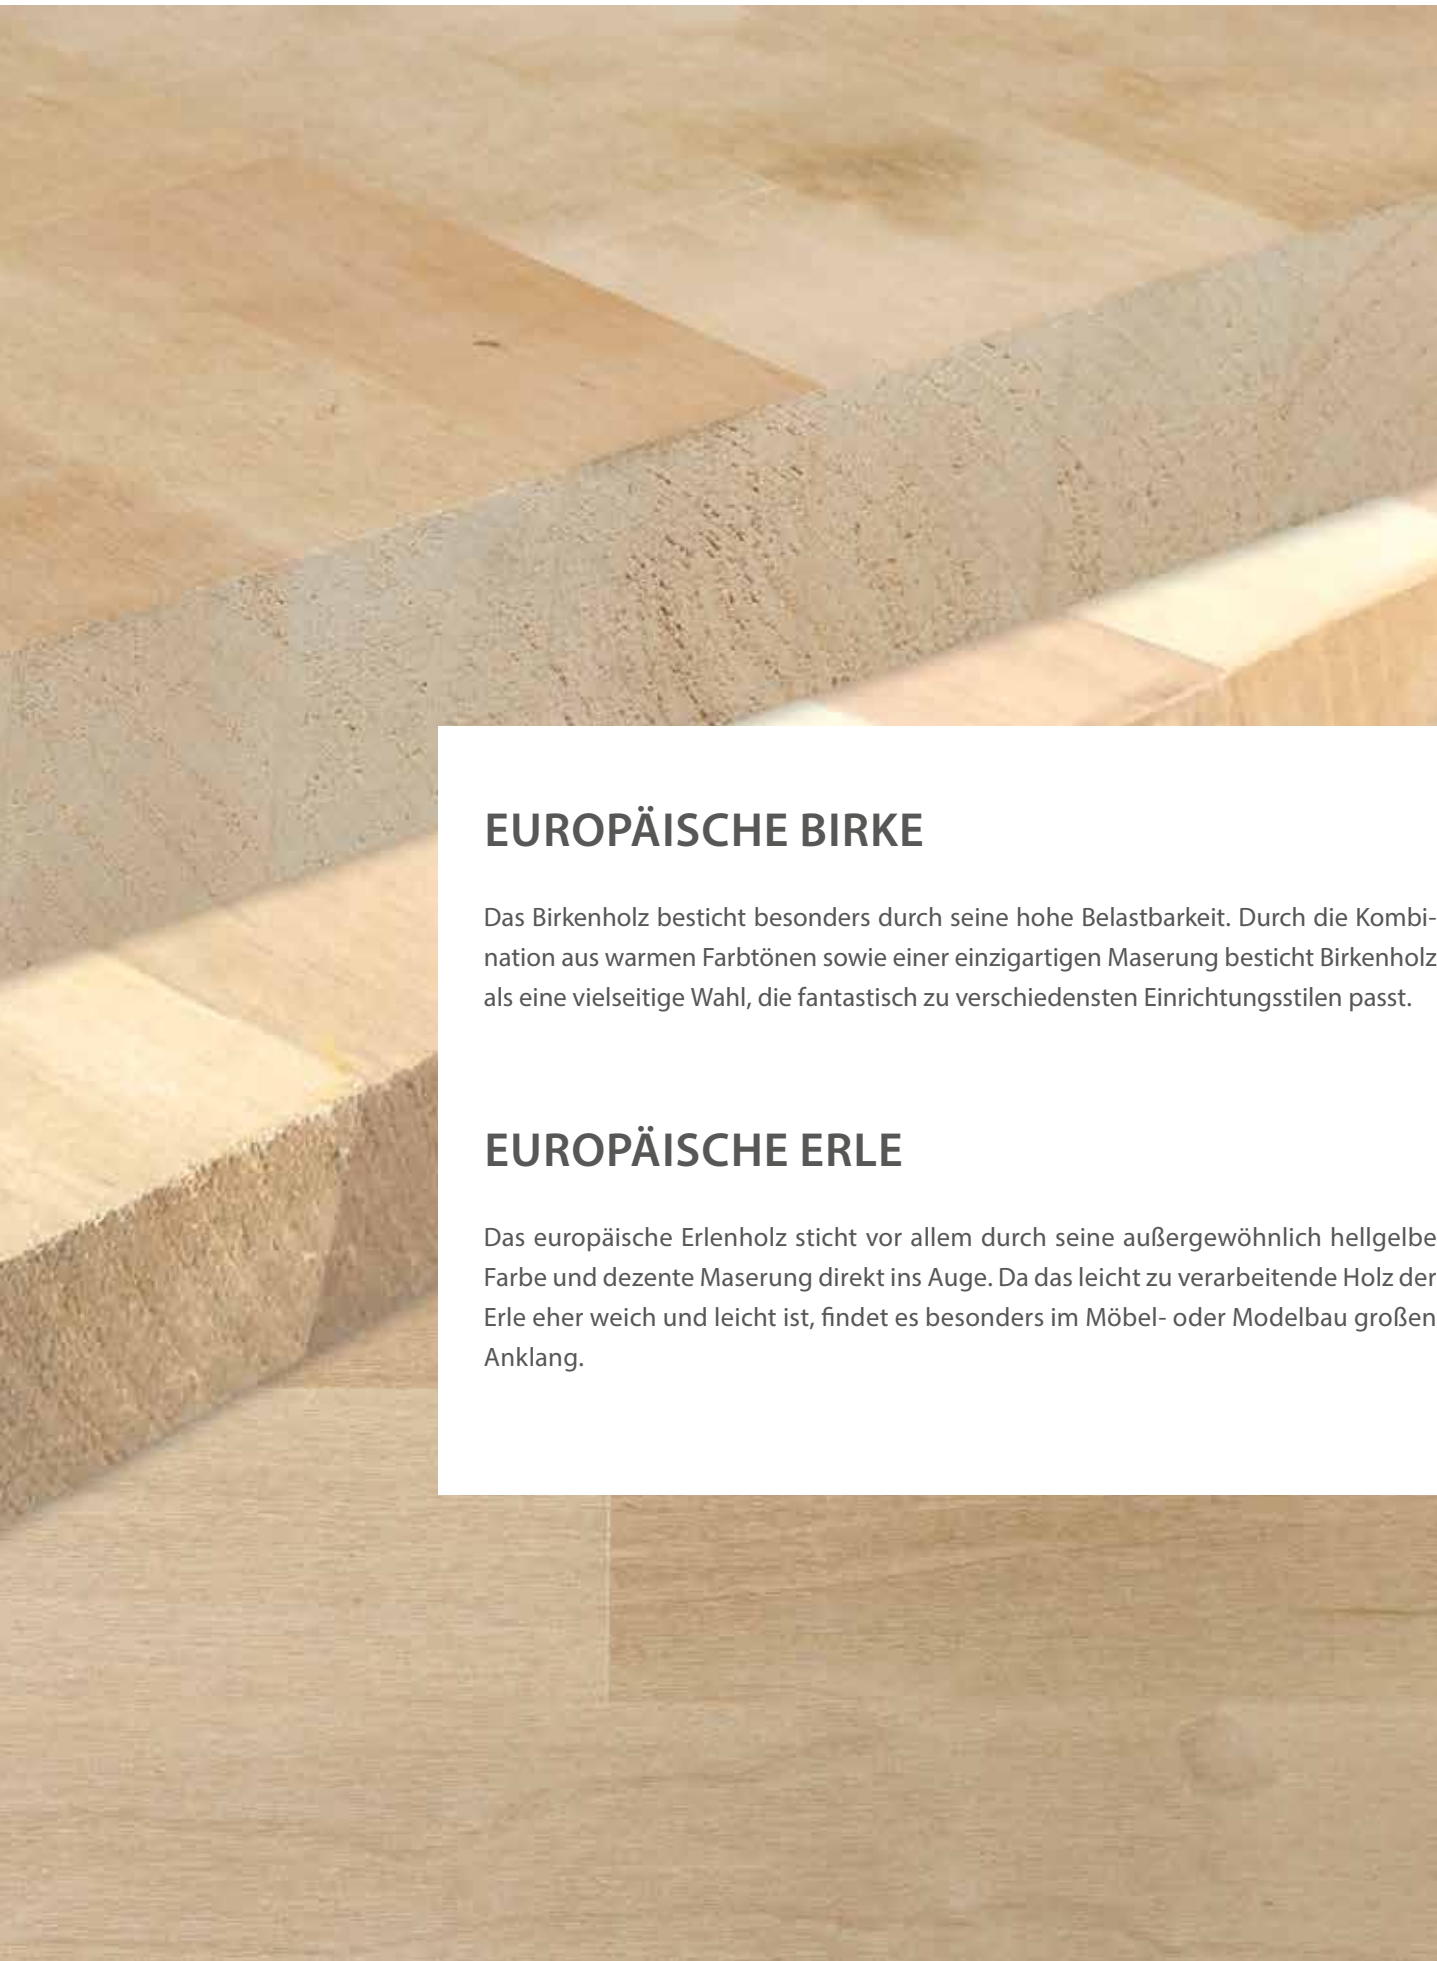 EUROPÄISCHE BIRKE
Das Birkenholz besticht besonders durch seine hohe Belastbarkeit. Durch die Kombi-
nation aus warmen Farbtönen sowie einer einzigartigen Maserung besticht Birkenholz
als eine vielseitige Wahl, die fantastisch zu verschiedensten Einrichtungsstilen passt.
EUROPÄISCHE ERLE
Das europäische Erlenholz sticht vor allem durch seine außergewöhnlich hellgelbe
Farbe und dezente Maserung direkt ins Auge. Da das leicht zu verarbeitende Holz der
Erle eher weich und leicht ist, findet es besonders im Möbel- oder Modelbau großen
Anklang.